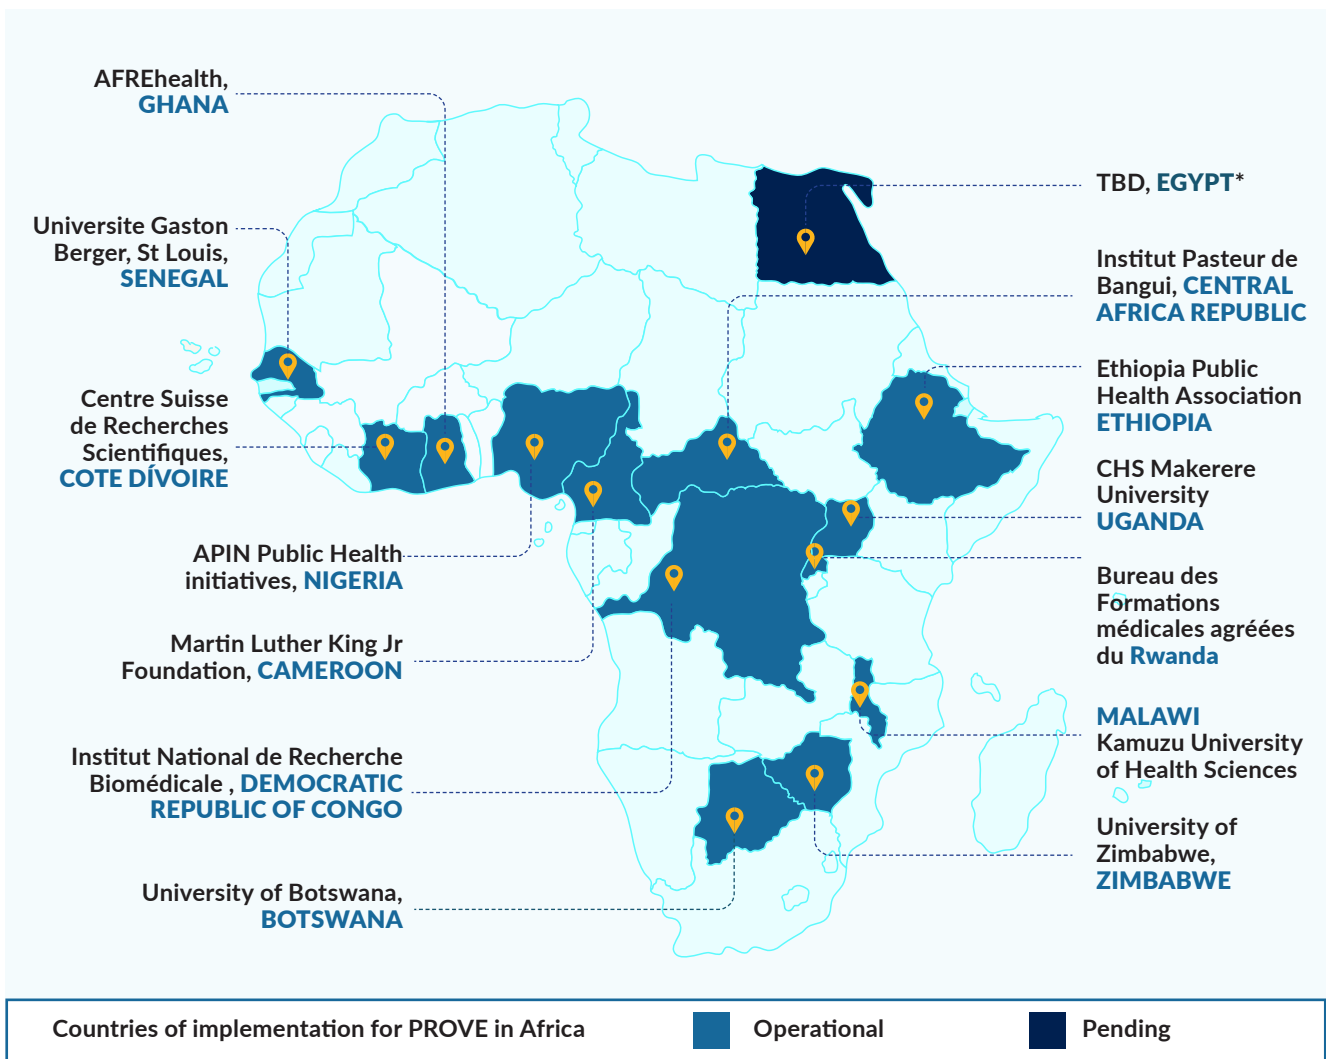 AFREhealth,
GHANA
Universite Gaston
Berger, St Louis,
SENEGAL
Centre Suisse
de Recherches
Scientifiques,
COTE DÍVOIRE
APIN Public Health
initiatives, NIGERIA
Martin Luther King Jr
Foundation, CAMEROON
Institut National de Recherche
Biomédicale , DEMOCRATIC
REPUBLIC OF CONGO
University of Botswana,
BOTSWANA
TBD, EGYPT*
Institut Pasteur de
Bangui, CENTRAL
AFRICA REPUBLIC
Ethiopia Public
Health Association
ETHIOPIA
CHS Makerere
University
UGANDA
Bureau des
Formations
médicales agréées
du Rwanda
MALAWI
Kamuzu University
of Health Sciences
University of
Zimbabwe,
ZIMBABWE
Countries of implementation for PROVE in Africa
Operational
Pending